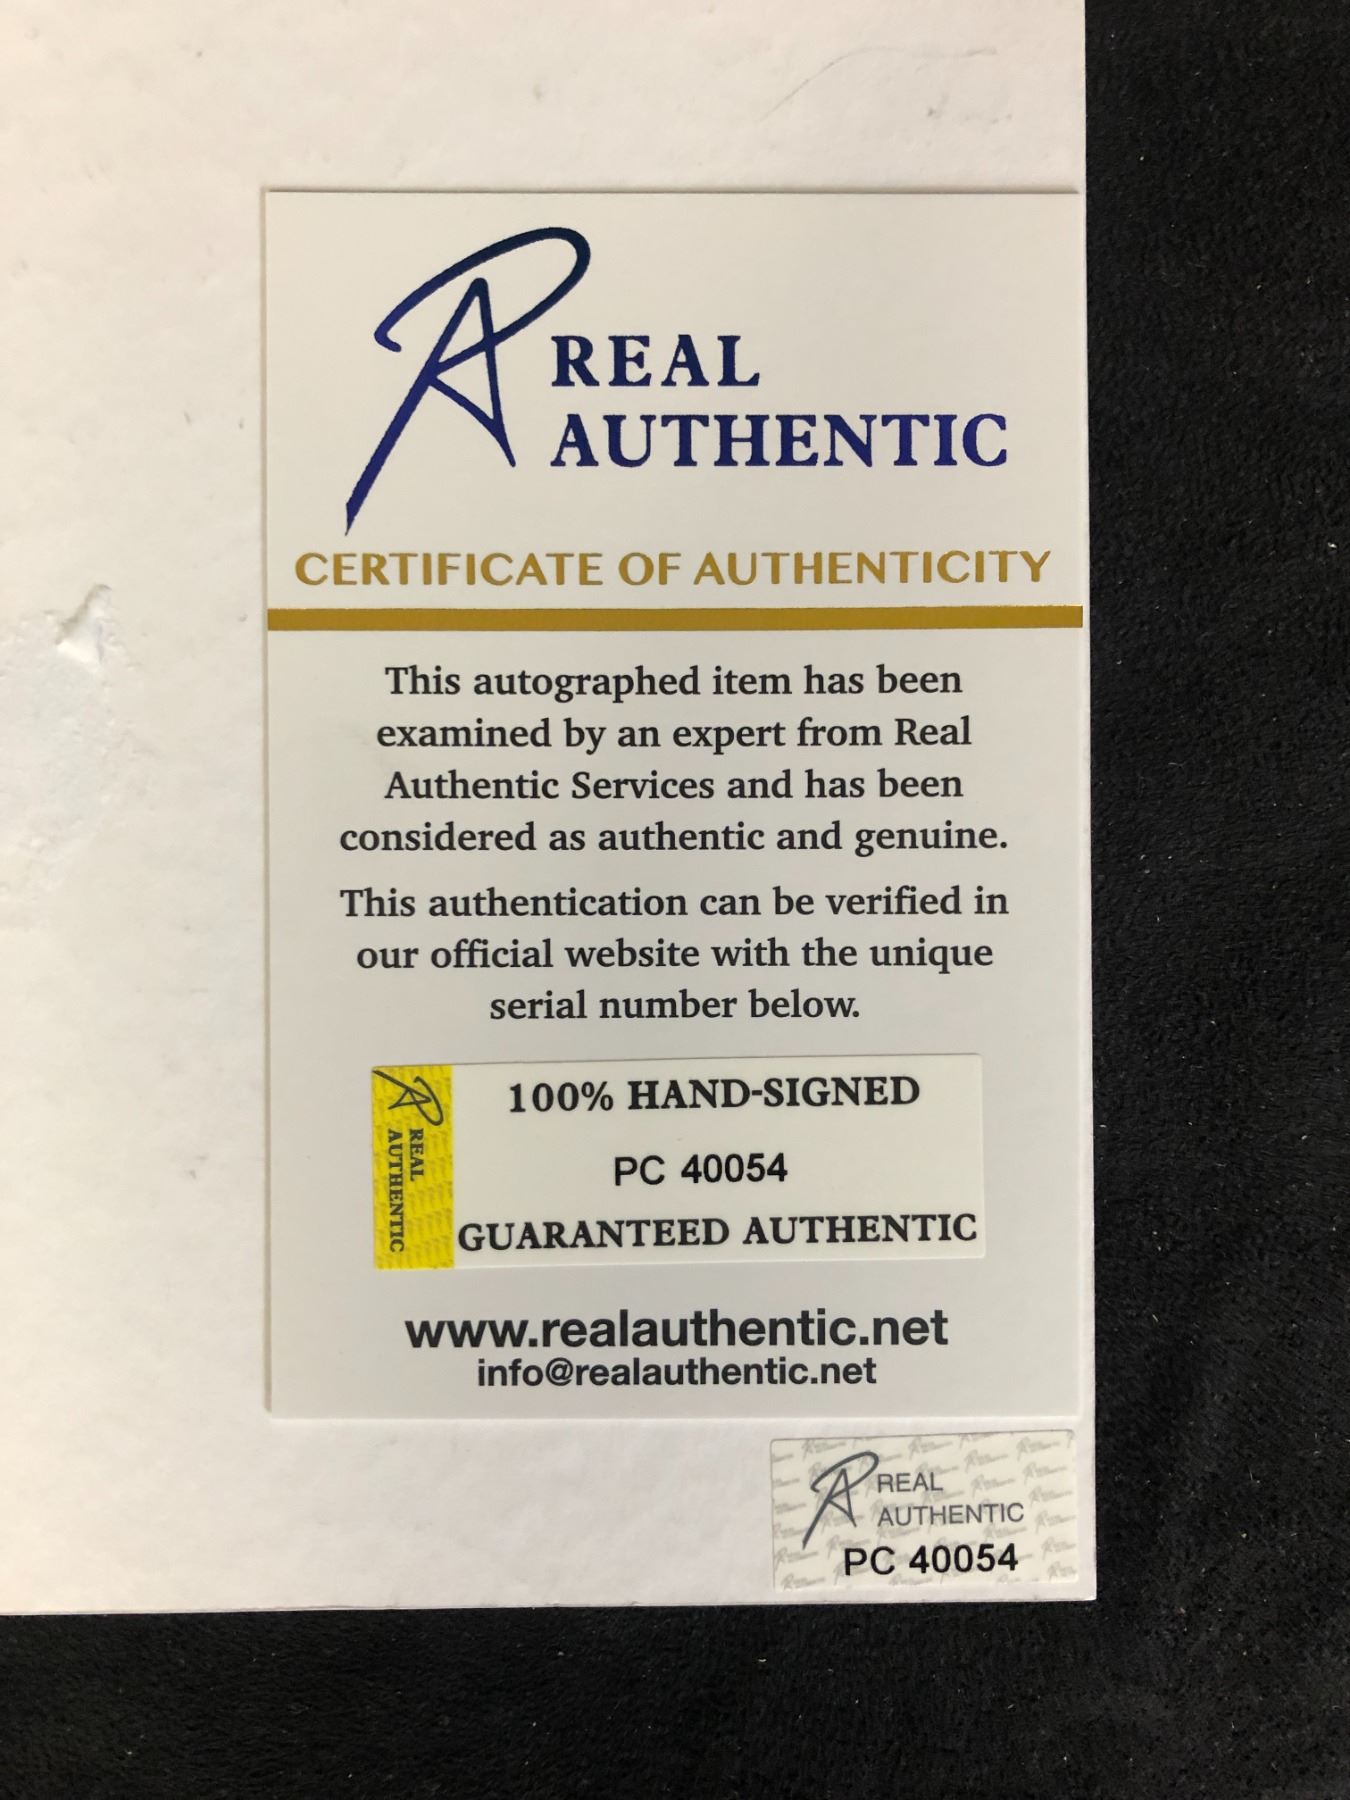 REAL
AUTHENTIC
CERTIFICATE OF AUTHENTICITY
This autographed item has been
examined by an expert from Real
Authentic Services and has been
considered as authentic and genuine.
This authentication can be verified in
our official website with the unique
serial number below.
REAL
AUTHENTIC
100% HAND-SIGNED
PC 40054
GUARANTEED AUTHENTIC
www.realauthentic.net
info@realauthentic.net
REAL
AUTHENTIC
PC 40054